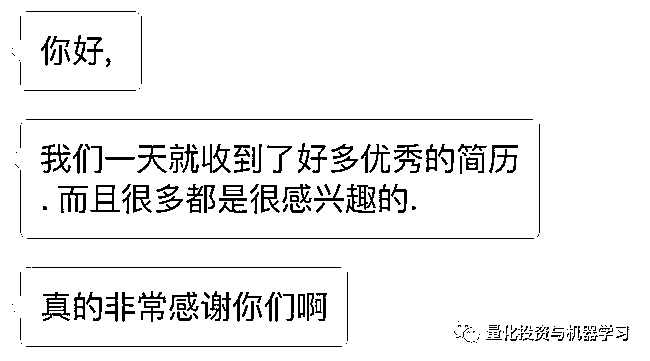 你好,
我们一天就收到了好多优秀的简历
. 而且很多都是很感兴趣的.
真的非常感谢你们啊
量化投资与机器学习